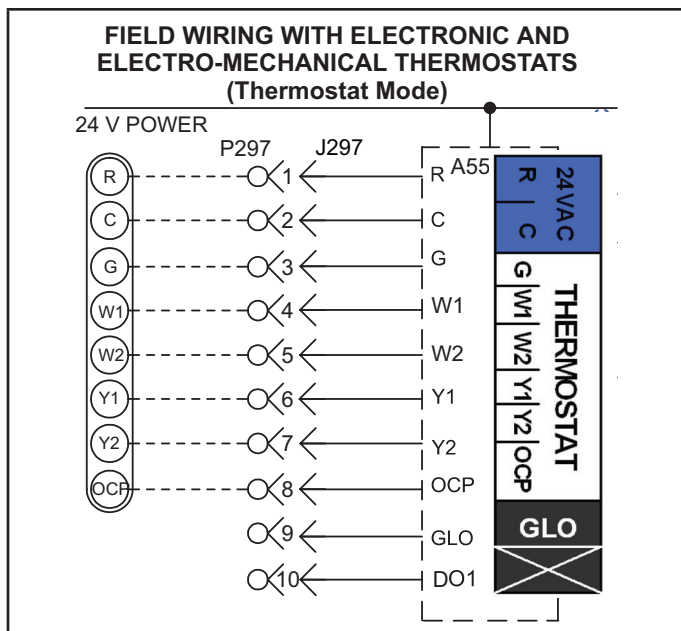 FIELD WIRING WITH ELECTRONIC AND
ELECTRO-MECHANICAL THERMOSTATS
(Thermostat Mode)
24 V POWER
P297 J297
A55
R 1 R
C 2 C
G 3 G
W1 4 W1
W2 5 W2
Y1 6 Y1
Y2 7 Y2
OCP 8 OCP
9 GLO
10 DO1
24VAC
R C
THERMOSTAT
G W1 W2 Y1 Y2 OCP
GLO